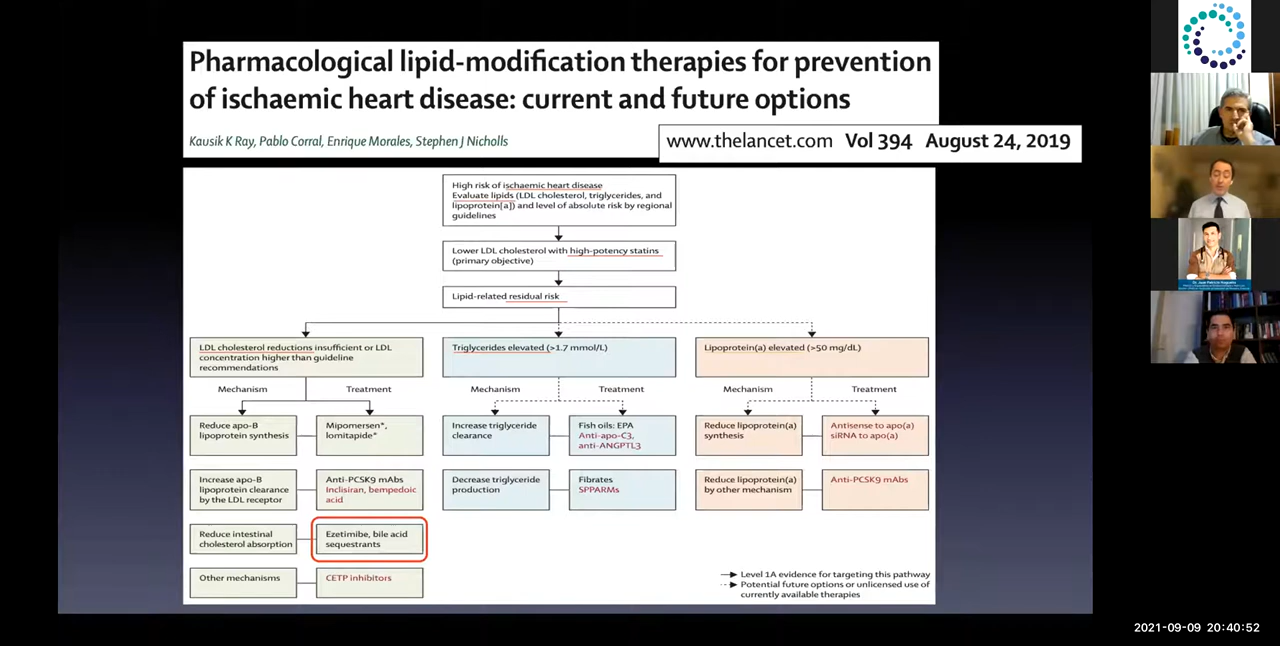 Pharmacological lipid-modification therapies for prevention
of ischaemic heart disease: current and future options
Kausik K Ray, Pablo Corral, Enrique Morales, Stephen J Nicholls
www.thelancet.com Vol 394 August 24, 2019
High risk of ischaemic heart disease
Evaluate lipids (LDL cholesterol, triglycerides, and
lipoprotein[a]) and level of absolute risk by regional
guidelines
Lower LDL cholesterol with high-potency statins
(primary objective)
Lipid-related residual risk
LDL cholesterol reductions insufficient or LDL
concentration higher than guideline
recommendations
Triglycerides elevated (>1.7 mmol/L)
Lipoprotein(a) elevated (>50 mg/dL)
Mechanism
Treatment
Mechanism
Treatment
Mechanism
Treatment
Reduce apo-B
lipoprotein synthesis
Mipomersen*,
lomitapide*
Increase triglyceride
clearance
Fish oils: EPA
Anti-apo-C3,
anti-ANGPTL3
Reduce lipoprotein(a)
synthesis
Antisense to apo(a)
siRNA to apo(a)
Increase apo-B
lipoprotein clearance
by the LDL receptor
Anti-PCSK9 mAbs
Inclisiran, bempedoic
acid
Decrease triglyceride
production
Fibrates
SPPARMs
Reduce lipoprotein(a)
by other mechanism
Anti-PCSK9 mAbs
Reduce intestinal
cholesterol absorption
Ezetimibe, bile acid
sequestrants
Other mechanisms
CETP inhibitors
Level 1A evidence for targeting this pathway
Potential future options or unlicensed use of
currently available therapies
2021-09-09 20:40:52